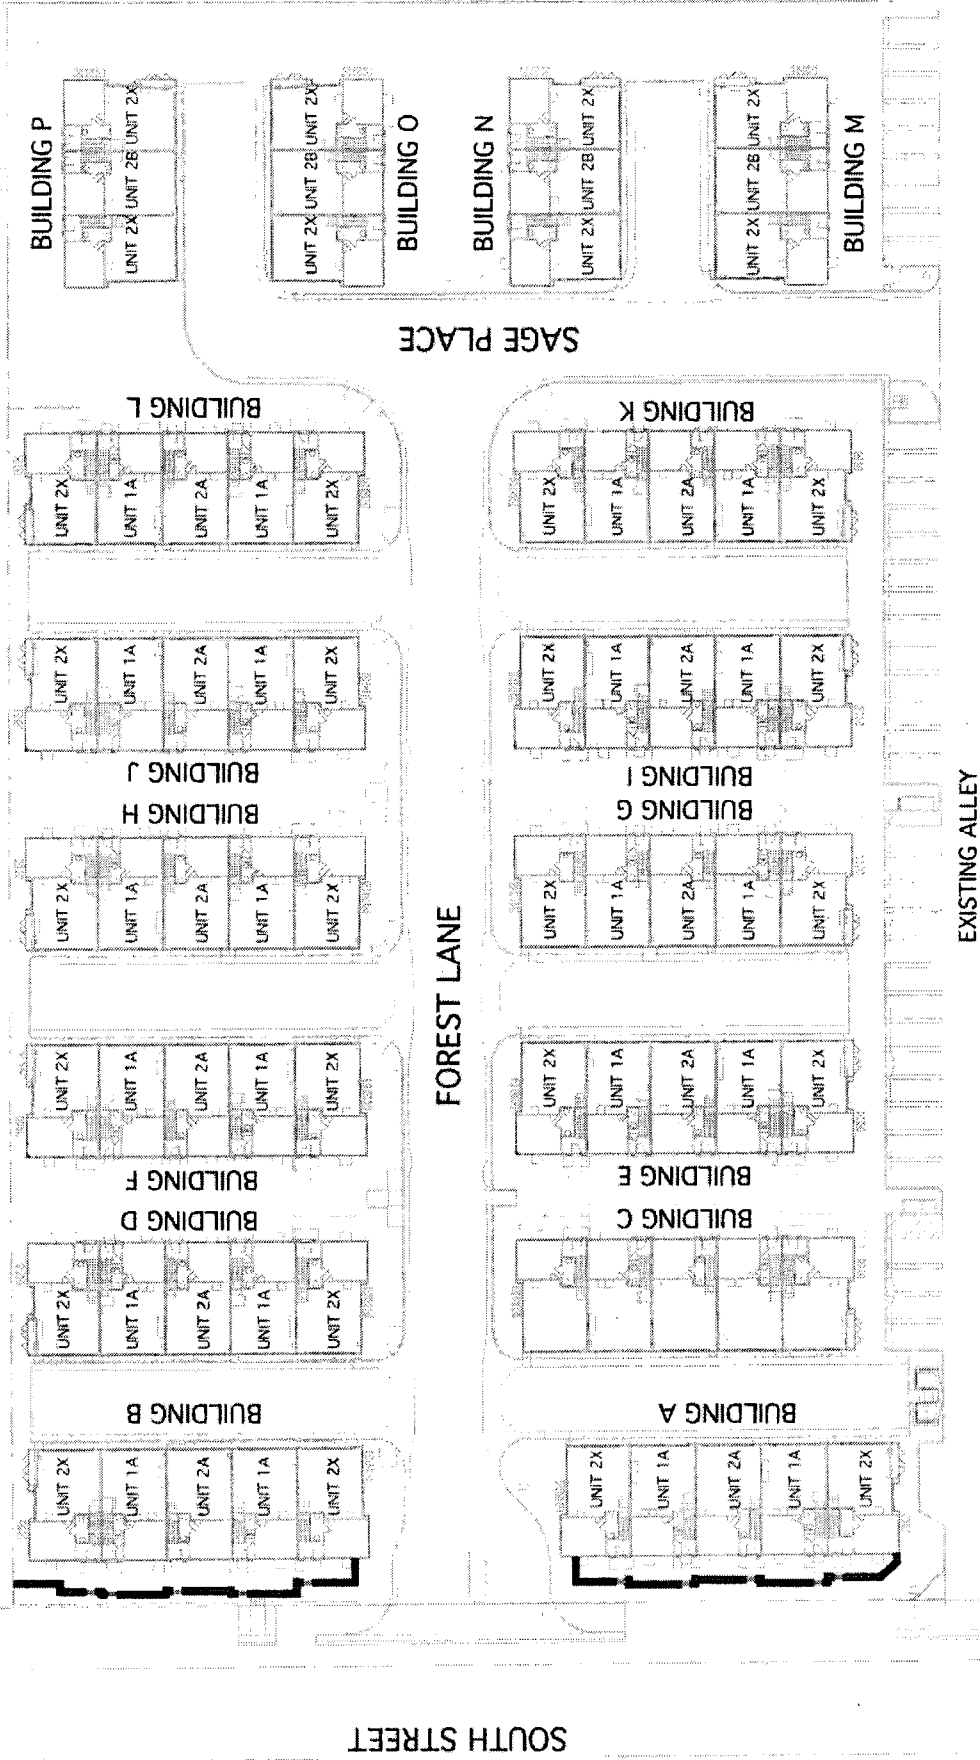 BUILDING P
UNIT 2X
UNIT 2B
UNIT 2X
BUILDING O
UNIT 2X
UNIT 2B
UNIT 2X
BUILDING N
UNIT 2X
UNIT 2B
UNIT 2X
BUILDING M
UNIT 2X
UNIT 2B
UNIT 2X
SAGE PLACE
BUILDING L
UNIT 2X
UNIT 1A
UNIT 2A
UNIT 1A
UNIT 2X
BUILDING K
UNIT 2X
UNIT 1A
UNIT 2A
UNIT 1A
UNIT 2X
UNIT 2X
UNIT 1A
UNIT 2A
UNIT 1A
UNIT 2X
BUILDING J
UNIT 2X
UNIT 1A
UNIT 2A
UNIT 1A
UNIT 2X
BUILDING I
BUILDING H
UNIT 2X
UNIT 1A
UNIT 2A
UNIT 1A
UNIT 2X
BUILDING G
UNIT 2X
UNIT 1A
UNIT 2A
UNIT 1A
UNIT 2X
EXISTING ALLEY
FOREST LANE
UNIT 2X
UNIT 1A
UNIT 2A
UNIT 1A
UNIT 2X
BUILDING F
UNIT 2X
UNIT 1A
UNIT 2A
UNIT 1A
UNIT 2X
BUILDING E
BUILDING D
UNIT 2X
UNIT 1A
UNIT 2A
UNIT 1A
UNIT 2X
BUILDING C
BUILDING B
UNIT 2X
UNIT 1A
UNIT 2A
UNIT 1A
UNIT 2X
BUILDING A
UNIT 2X
UNIT 1A
UNIT 2A
UNIT 1A
UNIT 2X
SOUTH STREET